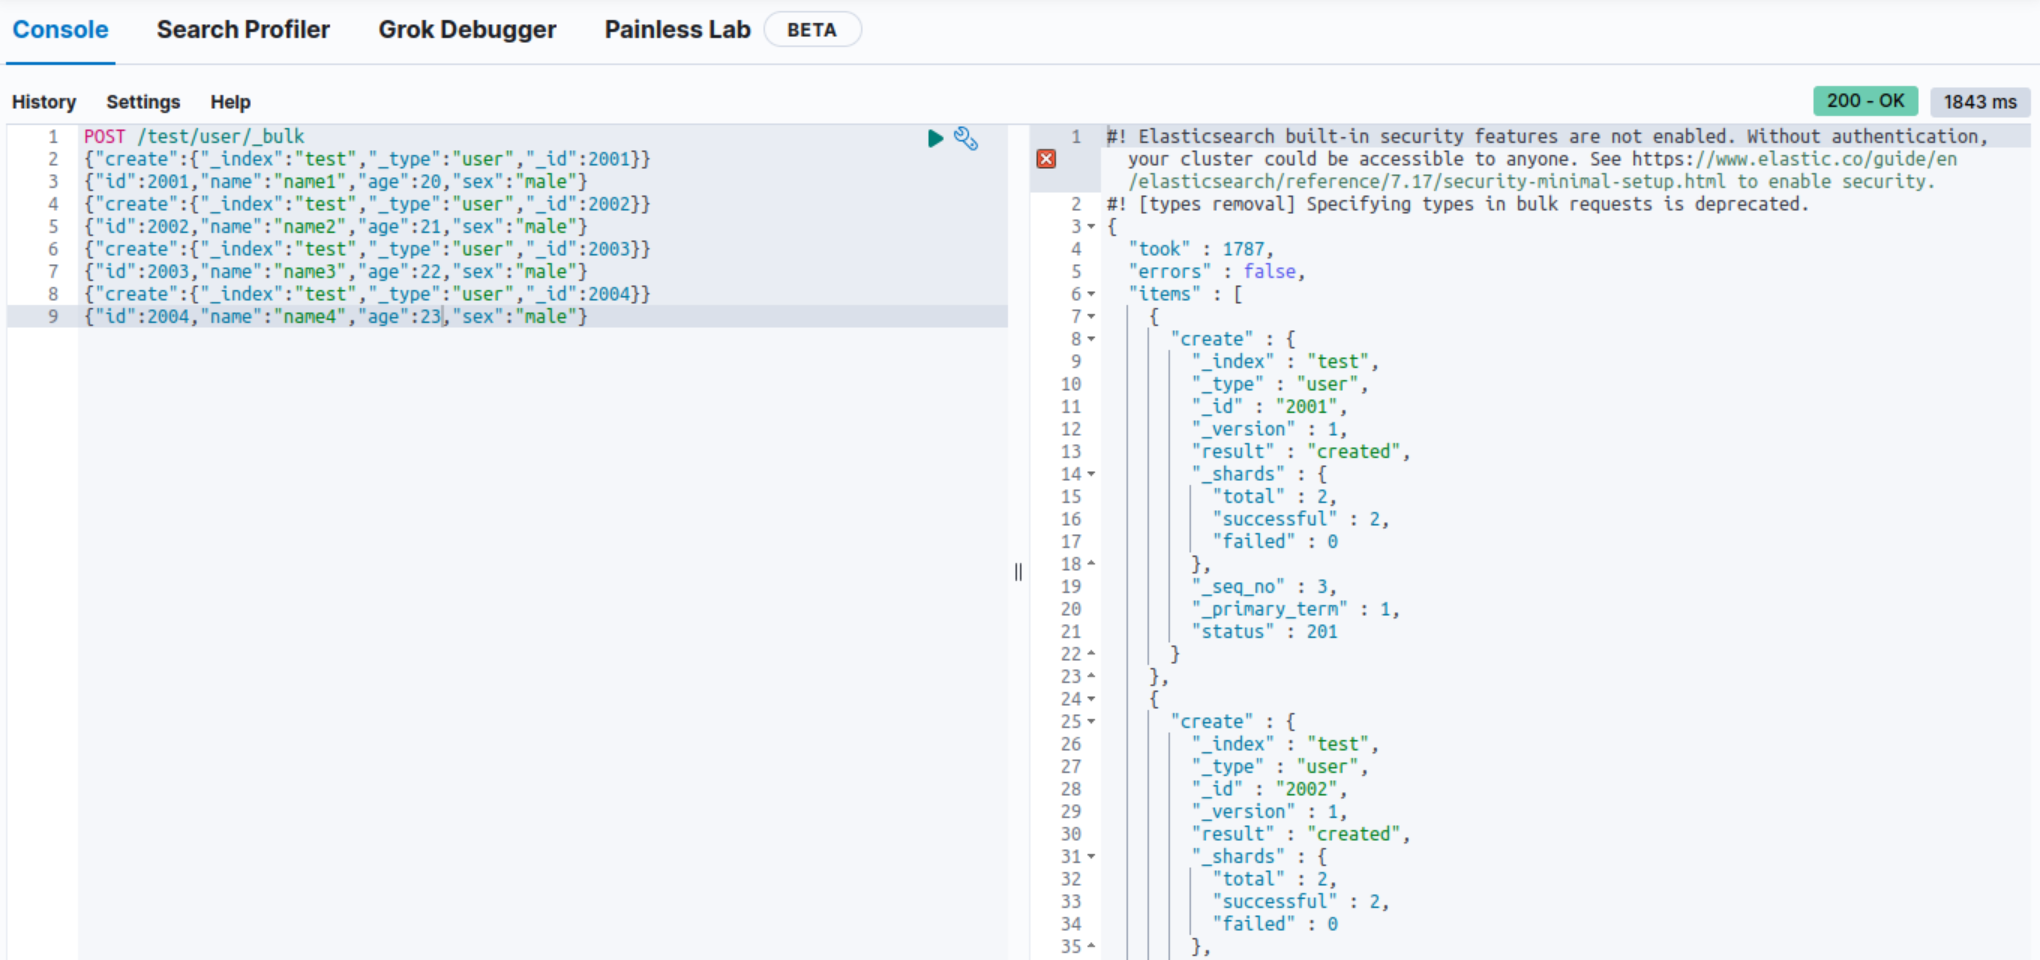 Console Search Profiler Grok Debugger Painless Lab BETA
History Settings Help 200 - OK 1843 ms
1 POST /test/user/_bulk
2 {"create":{"_index":"test","_type":"user","_id":2001}}
3 {"id":2001,"name":"name1","age":20,"sex":"male"}
4 {"create":{"_index":"test","_type":"user","_id":2002}}
5 {"id":2002,"name":"name2","age":21,"sex":"male"}
6 {"create":{"_index":"test","_type":"user","_id":2003}}
7 {"id":2003,"name":"name3","age":22,"sex":"male"}
8 {"create":{"_index":"test","_type":"user","_id":2004}}
9 {"id":2004,"name":"name4","age":23,"sex":"male"}
1 #! Elasticsearch built-in security features are not enabled. Without authentication,
your cluster could be accessible to anyone. See https://www.elastic.co/guide/en
/elasticsearch/reference/7.17/security-minimal-setup.html to enable security.
2 #! [types removal] Specifying types in bulk requests is deprecated.
3 {
4 "took" : 1787,
5 "errors" : false,
6 "items" : [
7 {
8 "create" : {
9 "_index" : "test",
10 "_type" : "user",
11 "_id" : "2001",
12 "_version" : 1,
13 "result" : "created",
14 "_shards" : {
15 "total" : 2,
16 "successful" : 2,
17 "failed" : 0
18 },
19 "_seq_no" : 3,
20 "_primary_term" : 1,
21 "status" : 201
22 }
23 },
24 {
25 "create" : {
26 "_index" : "test",
27 "_type" : "user",
28 "_id" : "2002",
29 "_version" : 1,
30 "result" : "created",
31 "_shards" : {
32 "total" : 2,
33 "successful" : 2,
34 "failed" : 0
35 },